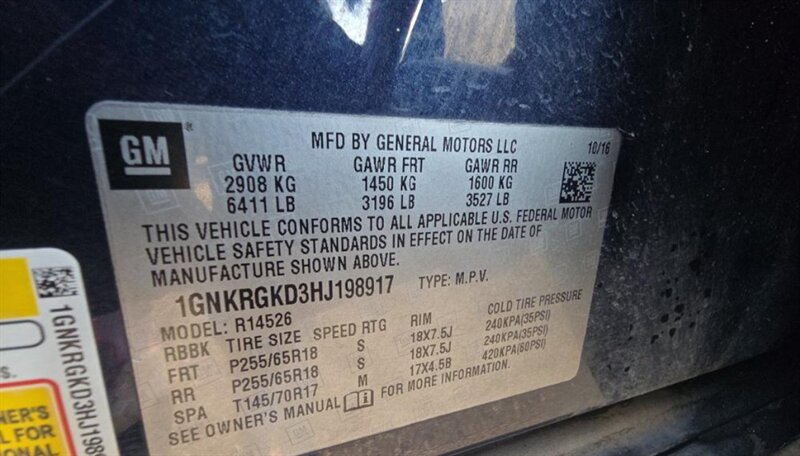 GM
MFD BY GENERAL MOTORS LLC 10/16
GVWR GAWR FRT GAWR RR
2908 KG 1450 KG 1600 KG
6411 LB 3196 LB 3527 LB
THIS VEHICLE CONFORMS TO ALL APPLICABLE U.S. FEDERAL MOTOR
VEHICLE SAFETY STANDARDS IN EFFECT ON THE DATE OF
MANUFACTURE SHOWN ABOVE.
1GNKRGKD3HJ198917 TYPE: M.P.V.
MODEL: R14526
RBBK TIRE SIZE SPEED RTG RIM COLD TIRE PRESSURE
FRT P255/65R18 S 18X7.5J 240KPA(35PSI)
RR P255/65R18 S 18X7.5J 240KPA(35PSI)
SPA T145/70R17 M 17X4.5B 420KPA(60PSI)
SEE OWNER'S MANUAL FOR MORE INFORMATION.
1GNKRGKD3HJ198
NER'S
FOR
ONAL